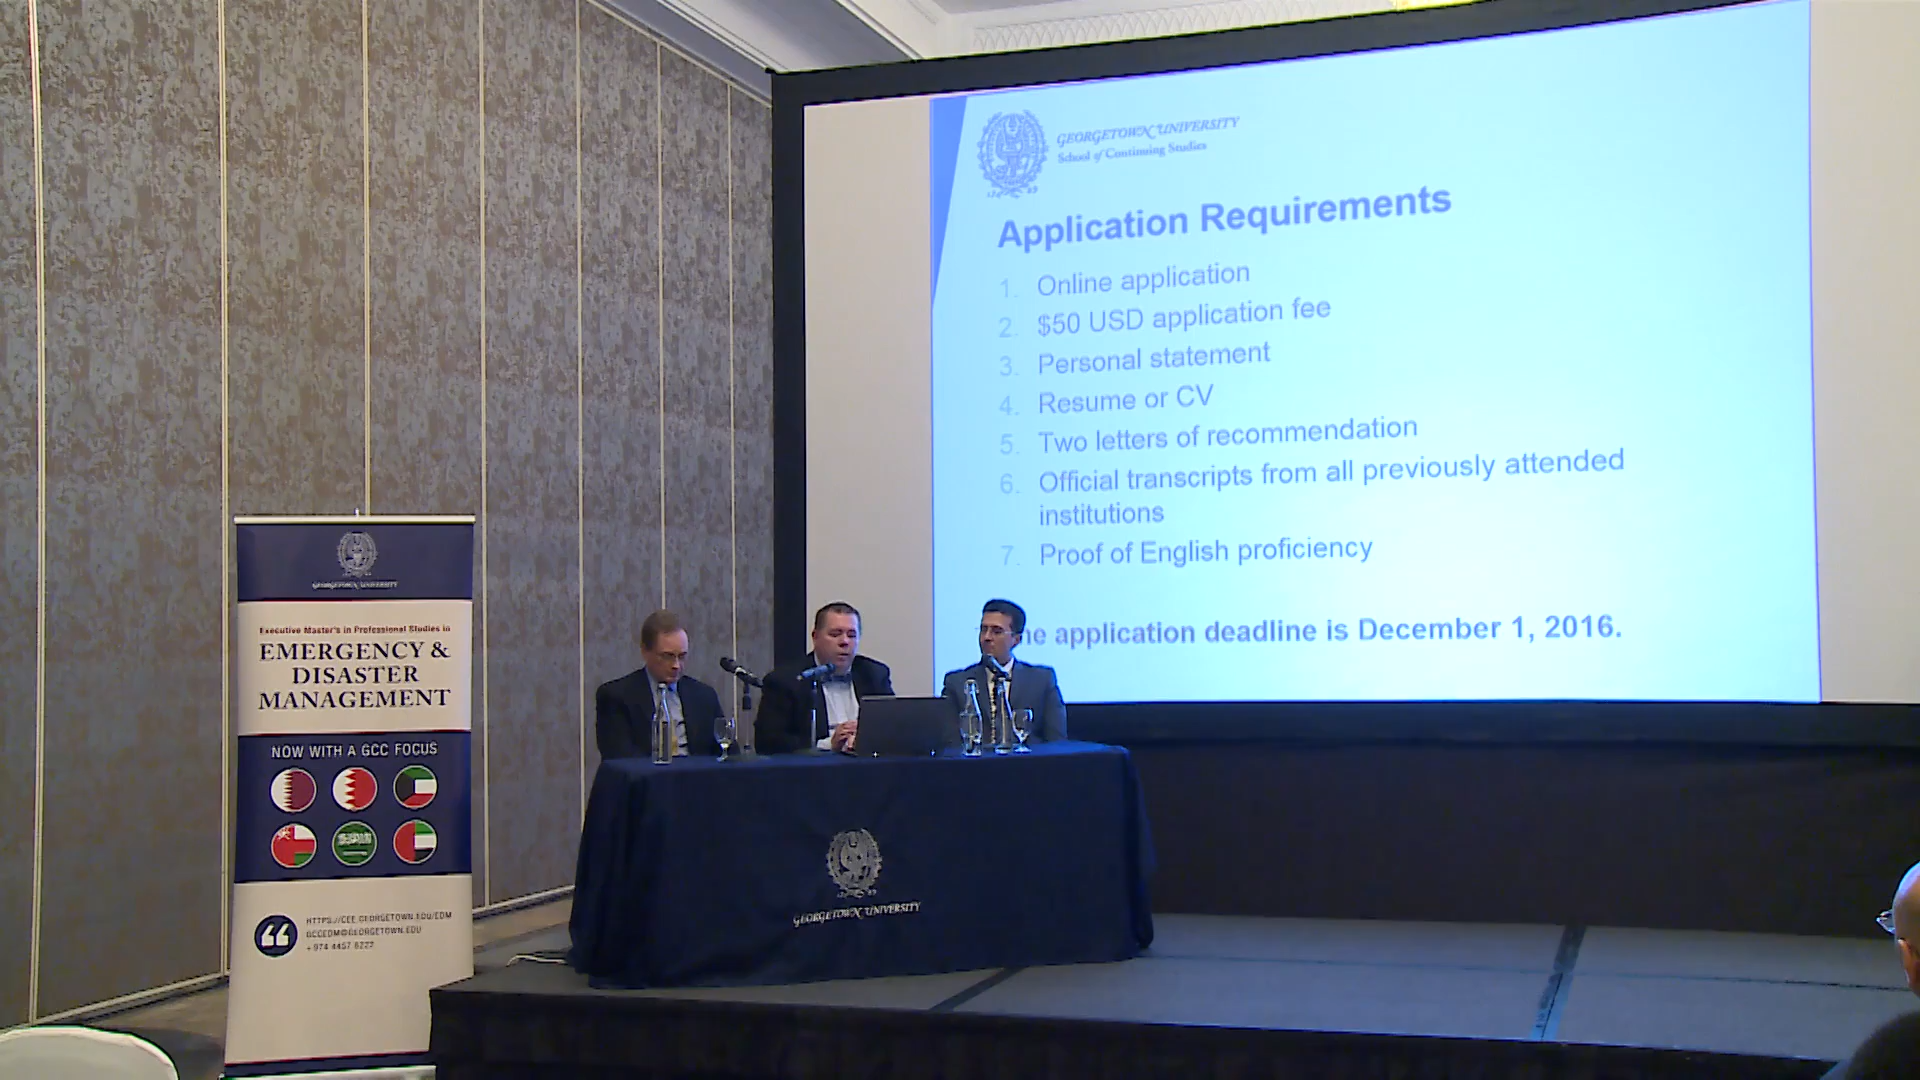 GEORGETOWN UNIVERSITY
School of Continuing Studies
Application Requirements
1. Online application
2. $50 USD application fee
3. Personal statement
4. Resume or CV
5. Two letters of recommendation
6. Official transcripts from all previously attended
institutions
7. Proof of English proficiency
application deadline is December 1, 2016.
GEORGETOWN UNIVERSITY
Executive Master's in Professional Studies in
EMERGENCY &
DISASTER
MANAGEMENT
NOW WITH A GCC FOCUS
HTTPS://CEE.GEORGETOWN.EDU/EDM
GCCEDM@GEORGETOWN.EDU
+ 974 4457 8222
GEORGETOWN UNIVERSITY